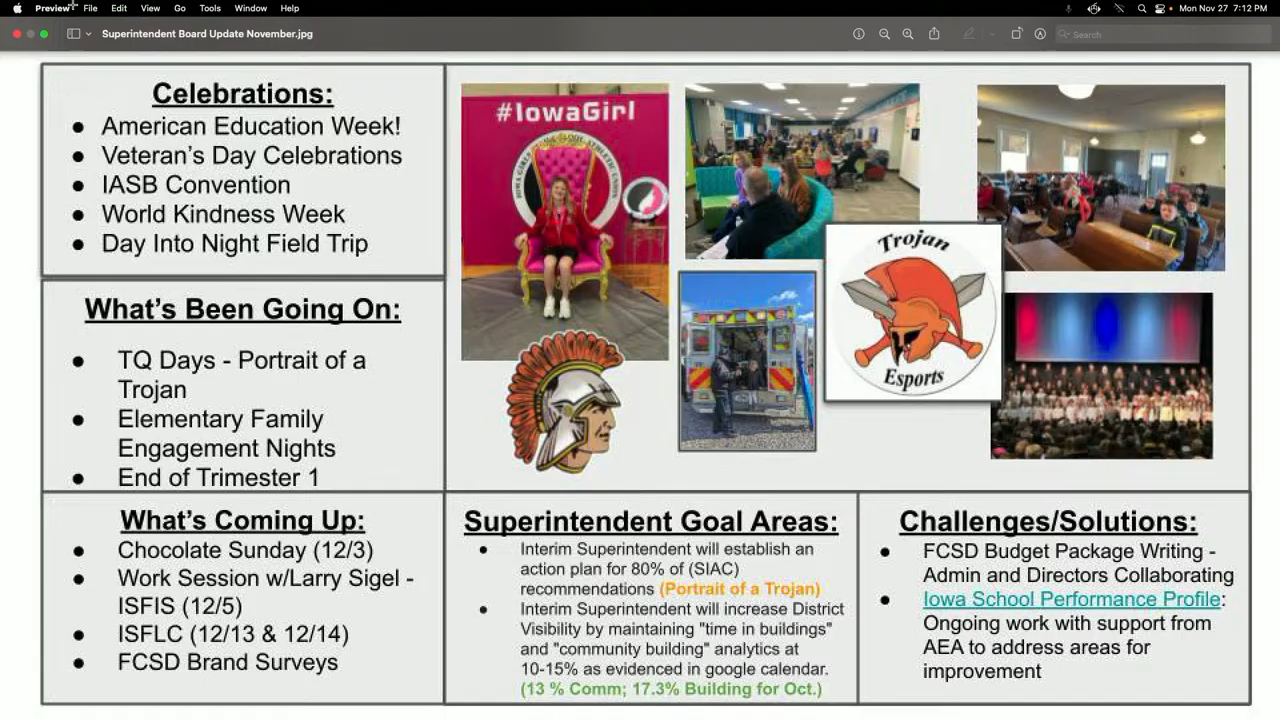 Preview File Edit View Go Tools Window Help
Mon Nov 27 7:12 PM
Superintendent Board Update November.jpg
Search
Celebrations:
● American Education Week!
● Veteran's Day Celebrations
● IASB Convention
● World Kindness Week
● Day Into Night Field Trip
#IowaGirl
Trojan
Esports
What's Been Going On:
● TQ Days - Portrait of a
Trojan
● Elementary Family
Engagement Nights
● End of Trimester 1
What's Coming Up:
● Chocolate Sunday (12/3)
● Work Session w/Larry Sigel -
ISFIS (12/5)
● ISFLC (12/13 & 12/14)
● FCSD Brand Surveys
Superintendent Goal Areas:
● Interim Superintendent will establish an
action plan for 80% of (SIAC)
recommendations (Portrait of a Trojan)
● Interim Superintendent will increase District
Visibility by maintaining "time in buildings"
and "community building" analytics at
10-15% as evidenced in google calendar.
(13 % Comm; 17.3% Building for Oct.)
Challenges/Solutions:
● FCSD Budget Package Writing -
Admin and Directors Collaborating
● Iowa School Performance Profile:
Ongoing work with support from
AEA to address areas for
improvement